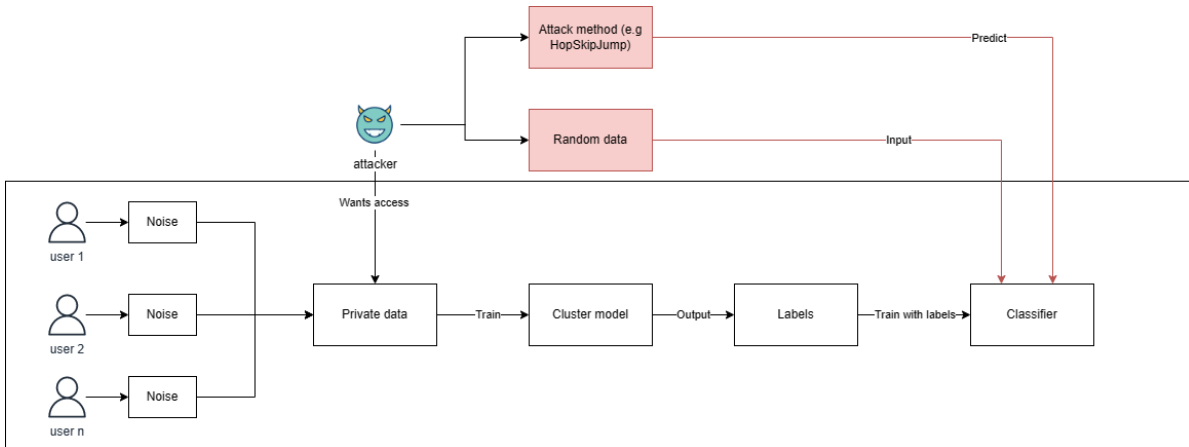 Attack method (e.g
HopSkipJump)
Predict
Random data
Input
attacker
Wants access
Noise
user 1
Noise
user 2
Private data
Train
Cluster model
Output
Labels
Train with labels
Classifier
Noise
user n